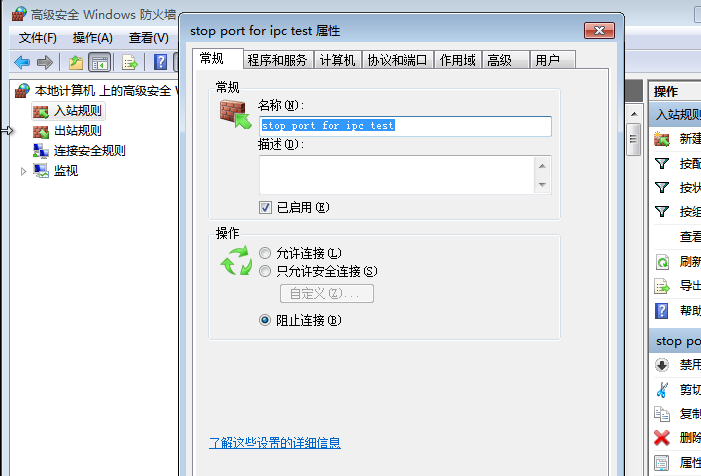 高级安全 Windows 防火墙
文件(F) 操作(A) 查看(V)
本地计算机 上的高级安全 W
入站规则
出站规则
连接安全规则
监视
stop port for ipc test 属性
常规 程序和服务 计算机 协议和端口 作用域 高级 用户
常规
名称(N):
stop port for ipc test
描述(D):
已启用(E)
操作
允许连接(L)
只允许安全连接(S)
自定义(Z)...
阻止连接(B)
了解这些设置的详细信息
操作
入站规则
新建
按配
按状
按组
查看
刷新
导出
帮助
stop po
禁用
剪切
复制
删除
属性